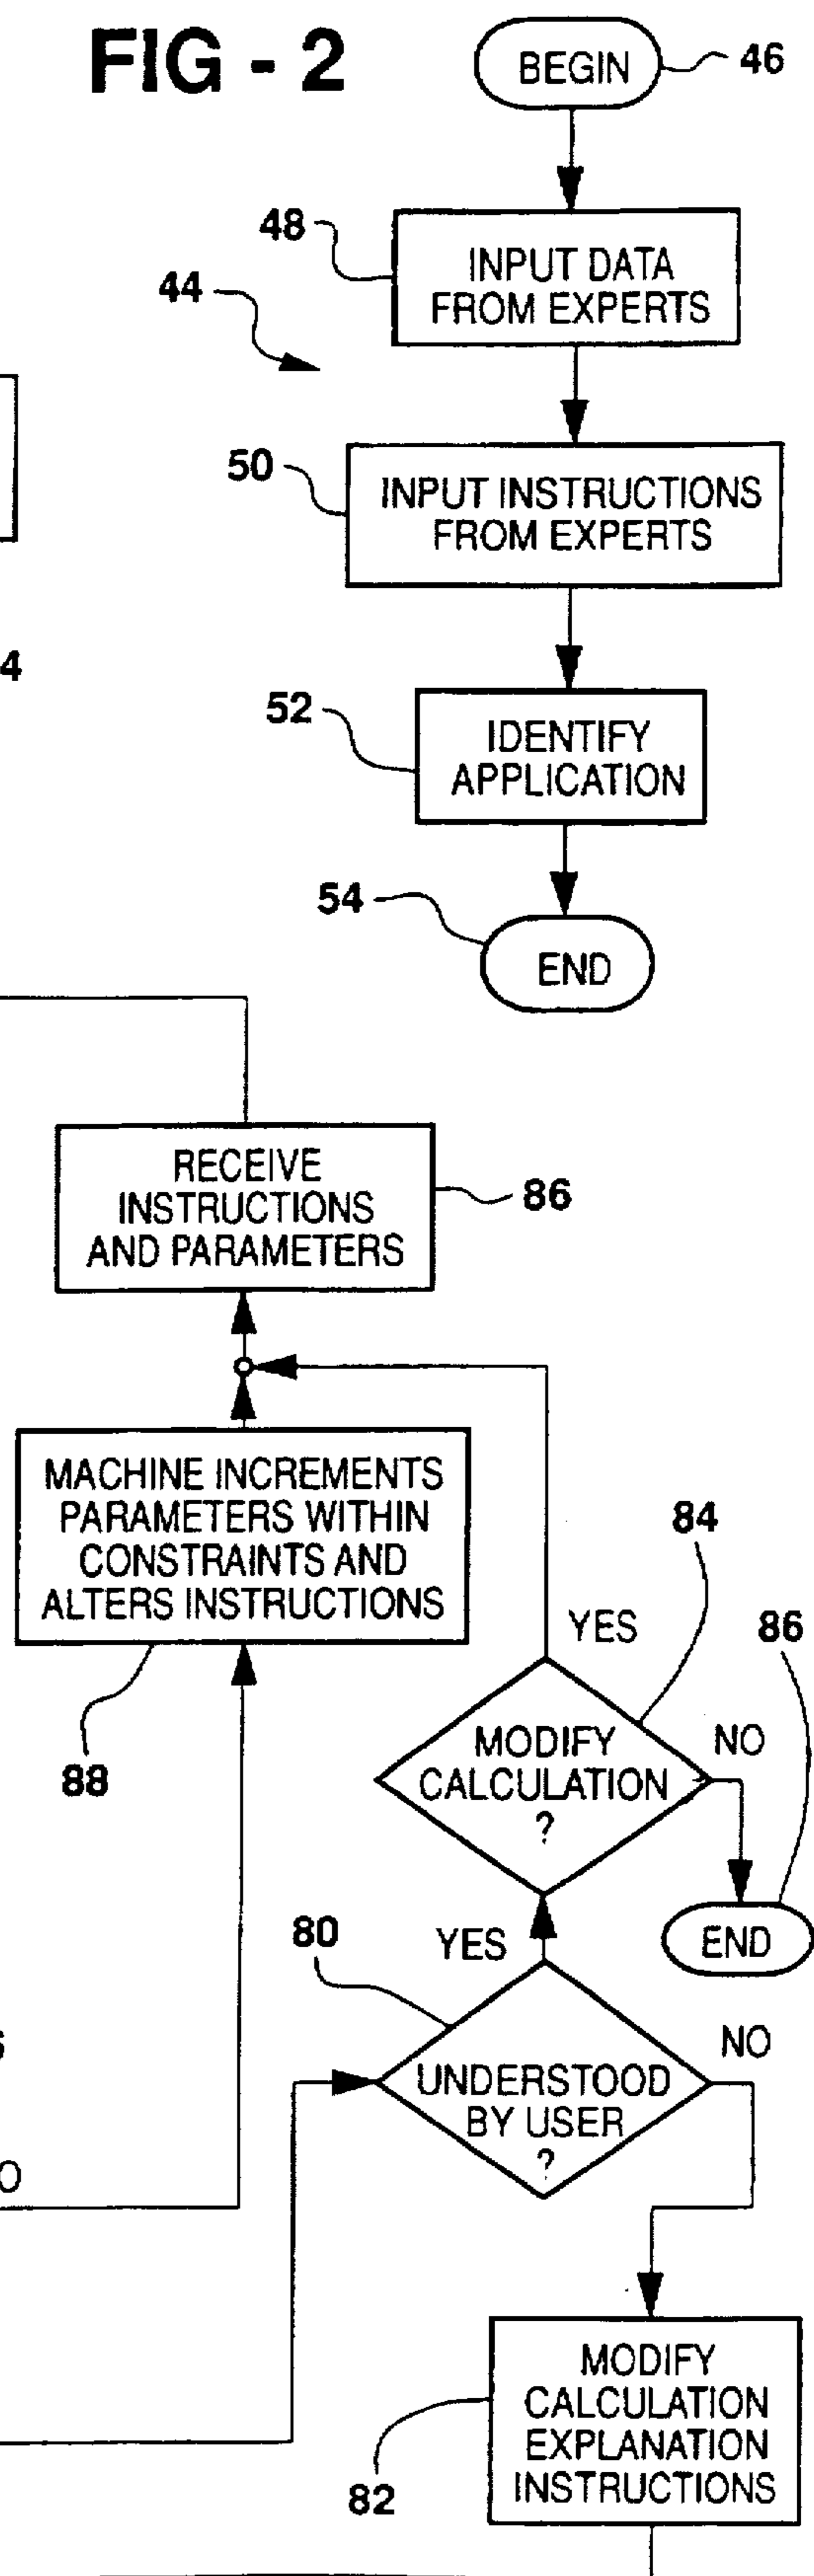 FIG - 2
BEGIN
46
48
INPUT DATA
FROM EXPERTS
44
50
INPUT INSTRUCTIONS
FROM EXPERTS
4
52
IDENTIFY
APPLICATION
54
END
RECEIVE
INSTRUCTIONS
AND PARAMETERS
86
MACHINE INCREMENTS
PARAMETERS WITHIN
CONSTRAINTS AND
ALTERS INSTRUCTIONS
88
84
YES
86
MODIFY
CALCULATION
?
NO
END
80
YES
UNDERSTOOD
BY USER
?
NO
O
MODIFY
CALCULATION
EXPLANATION
INSTRUCTIONS
82